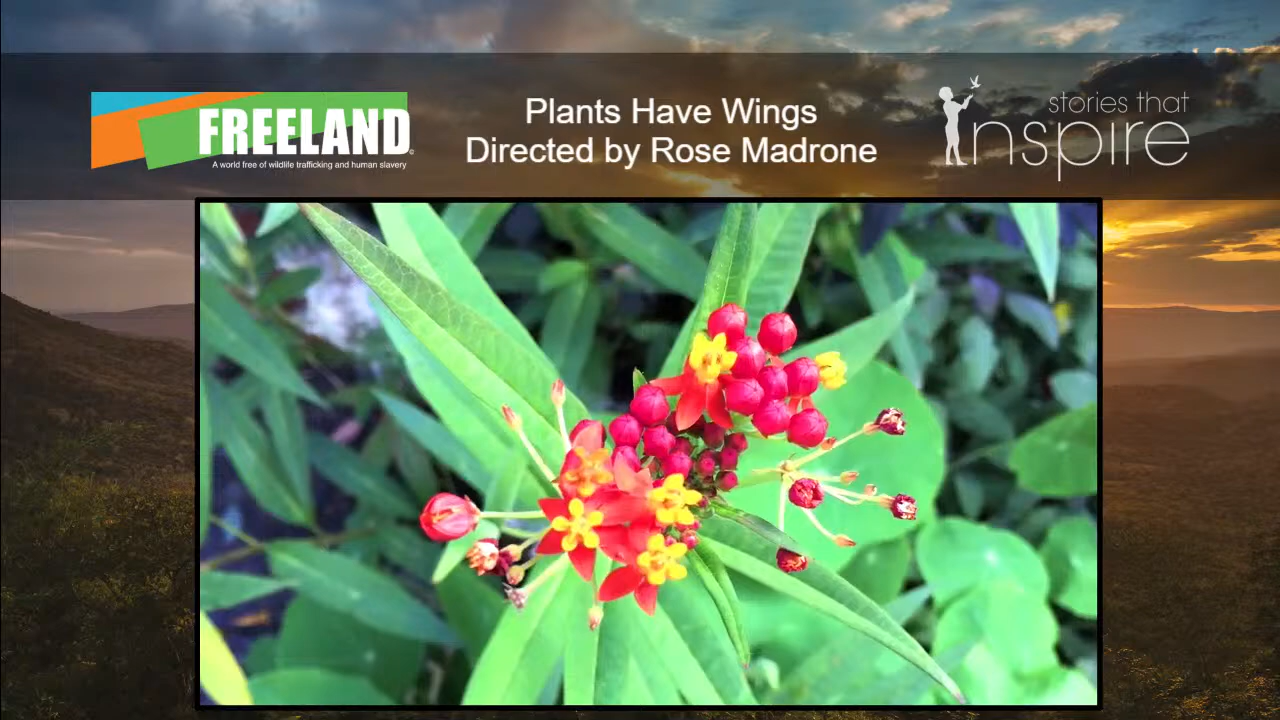 FREELAND
A world free of wildlife trafficking and human slavery
Plants Have Wings
Directed by Rose Madrone
stories that
inspire